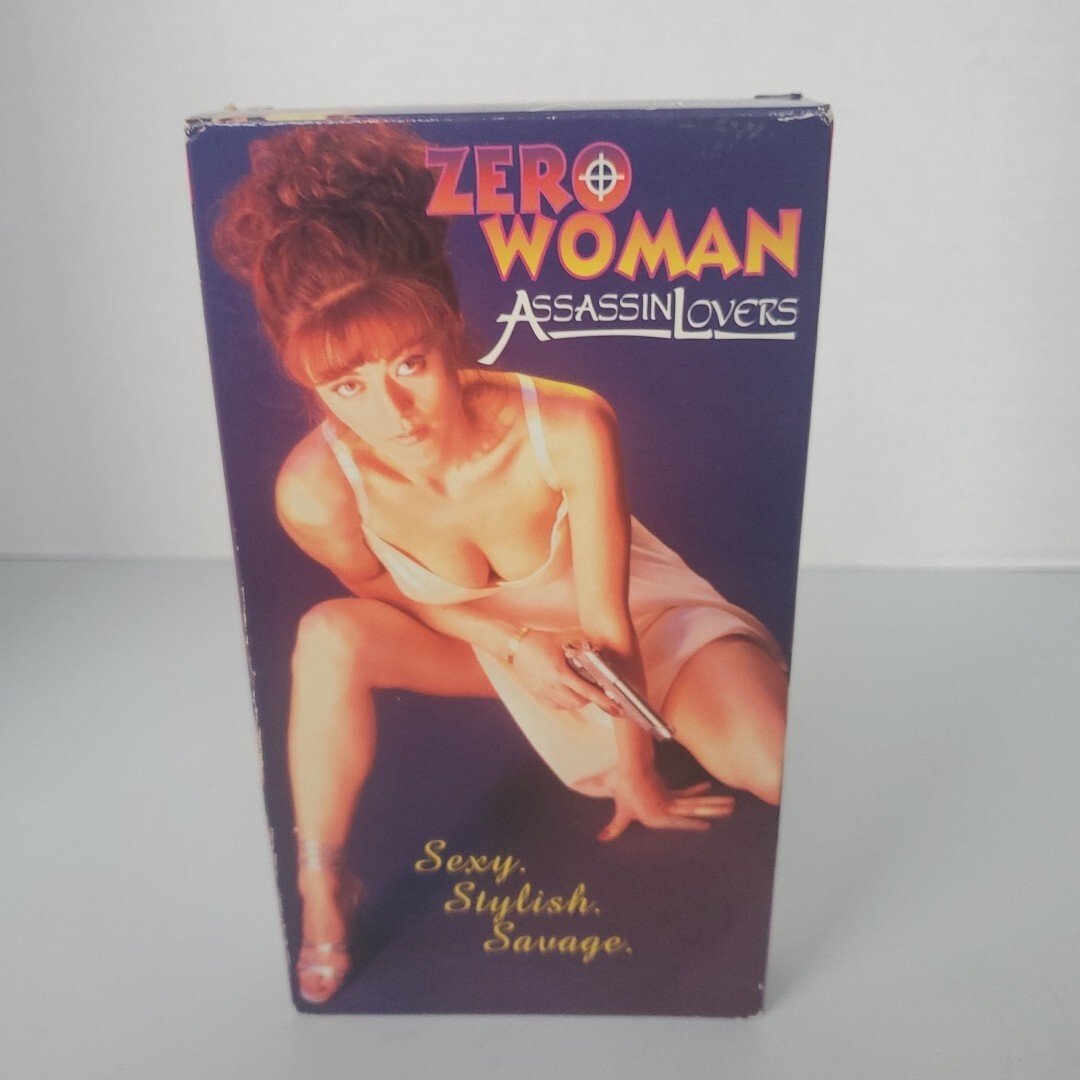 ZERO
WOMAN
ASSASSIN LOVERS
Sexy.
Stylish.
Savage.